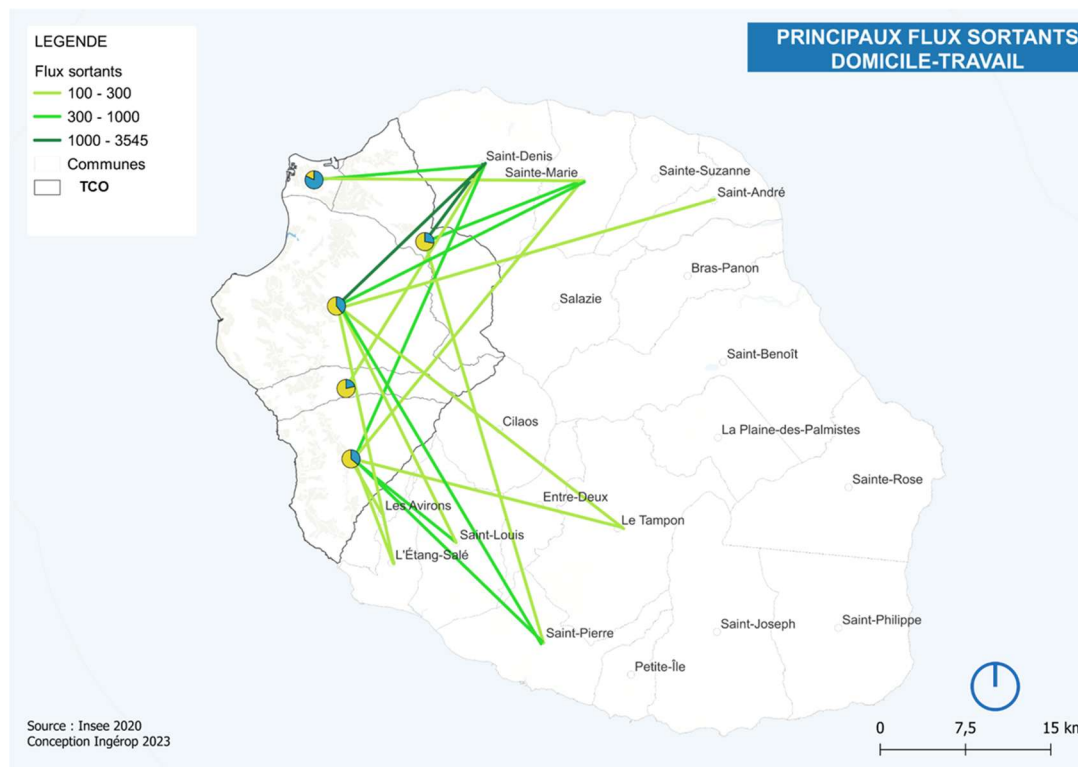 PRINCIPAUX FLUX SORTANTS
DOMICILE-TRAVAIL
LEGENDE
Flux sortants
100 - 300
300 - 1000
1000 - 3545
Communes
TCO
Saint-Denis
Sainte-Marie
Sainte-Suzanne
Saint-André
Bras-Panon
Salazie
Saint-Benoît
Cilaos
La Plaine-des-Palmistes
Sainte-Rose
Entre-Deux
Les Avirons
Le Tampon
Saint-Louis
L'Étang-Salé
Saint-Pierre
Saint-Joseph
Saint-Philippe
Petite-Île
Source : Insee 2020
Conception Ingérop 2023
0 7,5 15 km